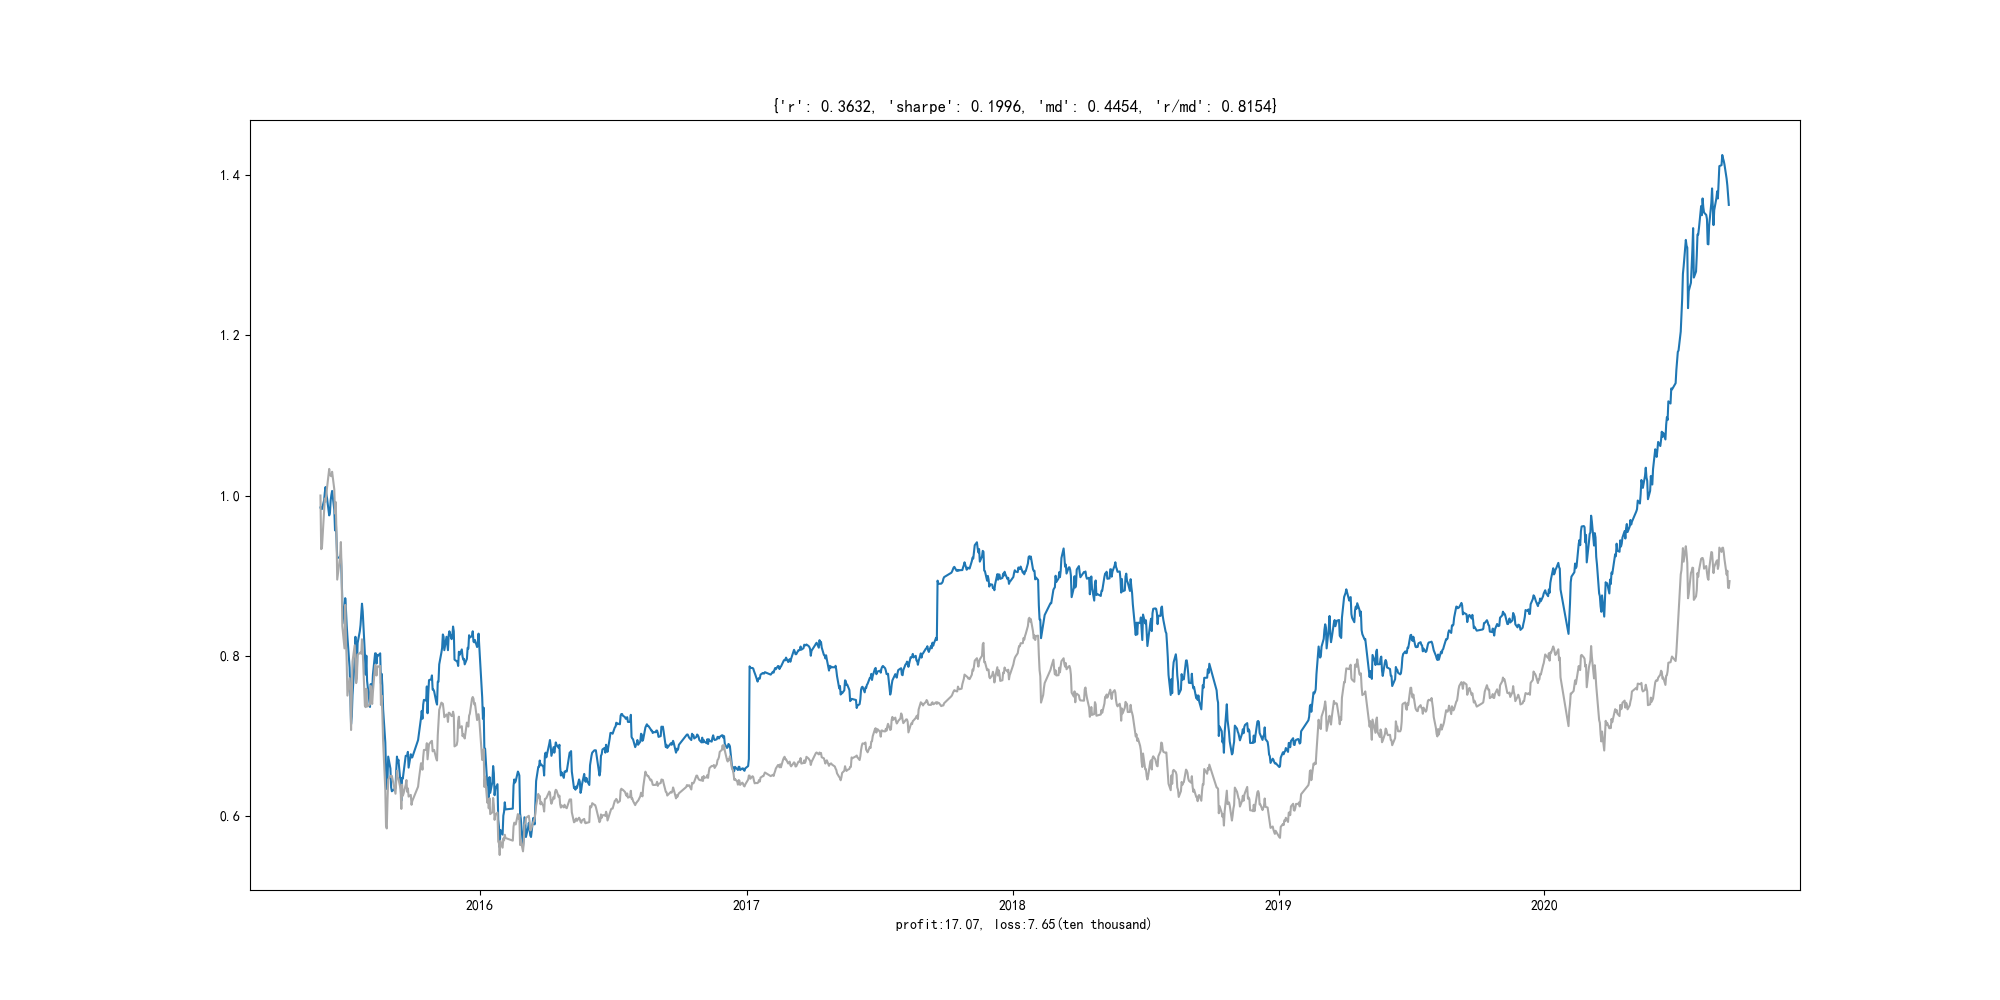 {'r': 0.3632, 'sharpe': 0.1996, 'md': 0.4454, 'r/md': 0.8154}
1.4
1.2
1.0
0.8
0.6
2016 2017 2018 2019 2020
profit:17.07, loss:7.65(ten thousand)